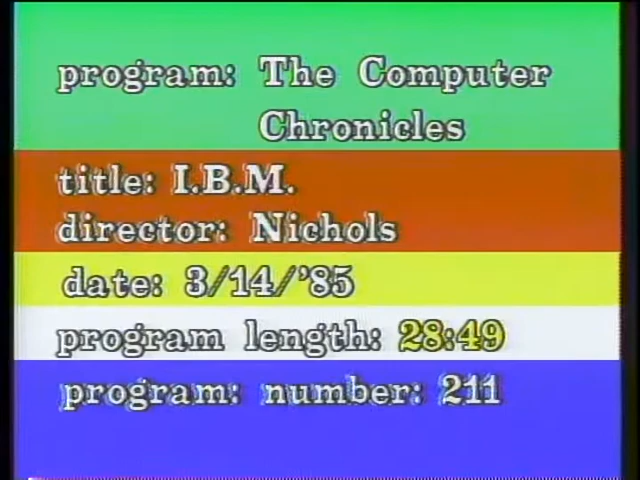 program: The Computer
Chronicles
title: I.B.M.
director: Nichols
date: 3/14/'85
program length: 28:49
program: number: 211